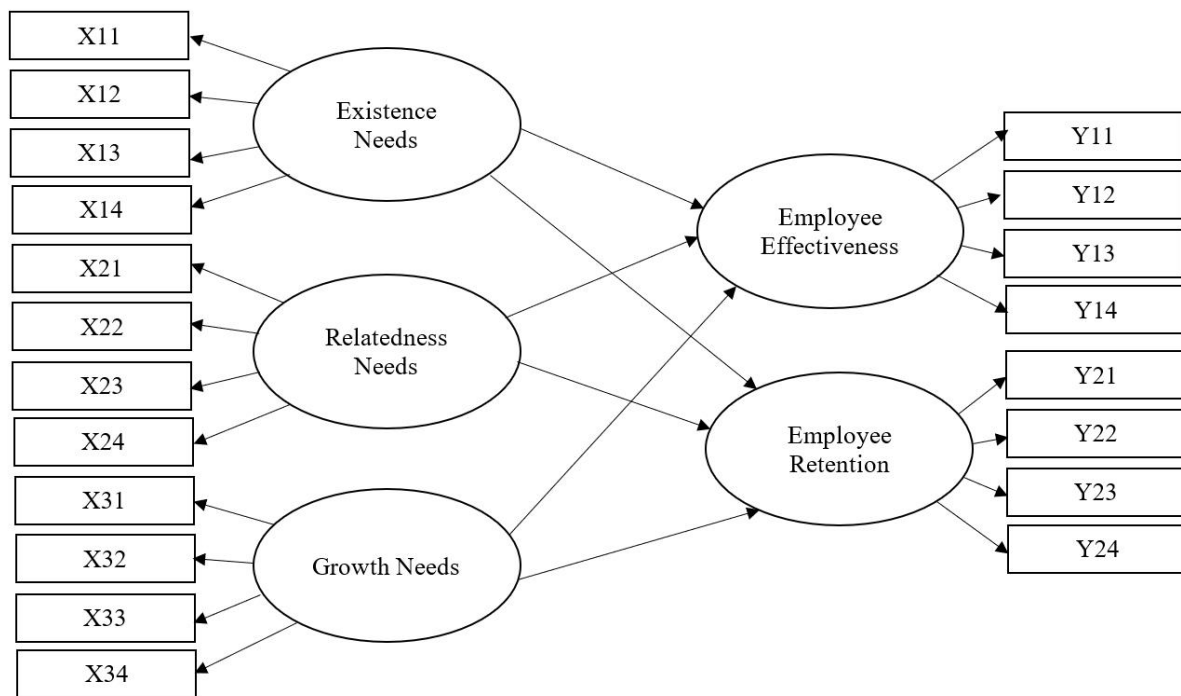 X11
X12
X13
X14
X21
X22
X23
X24
X31
X32
X33
X34
Existence
Needs
Relatedness
Needs
Growth Needs
Employee
Effectiveness
Employee
Retention
Y11
Y12
Y13
Y14
Y21
Y22
Y23
Y24